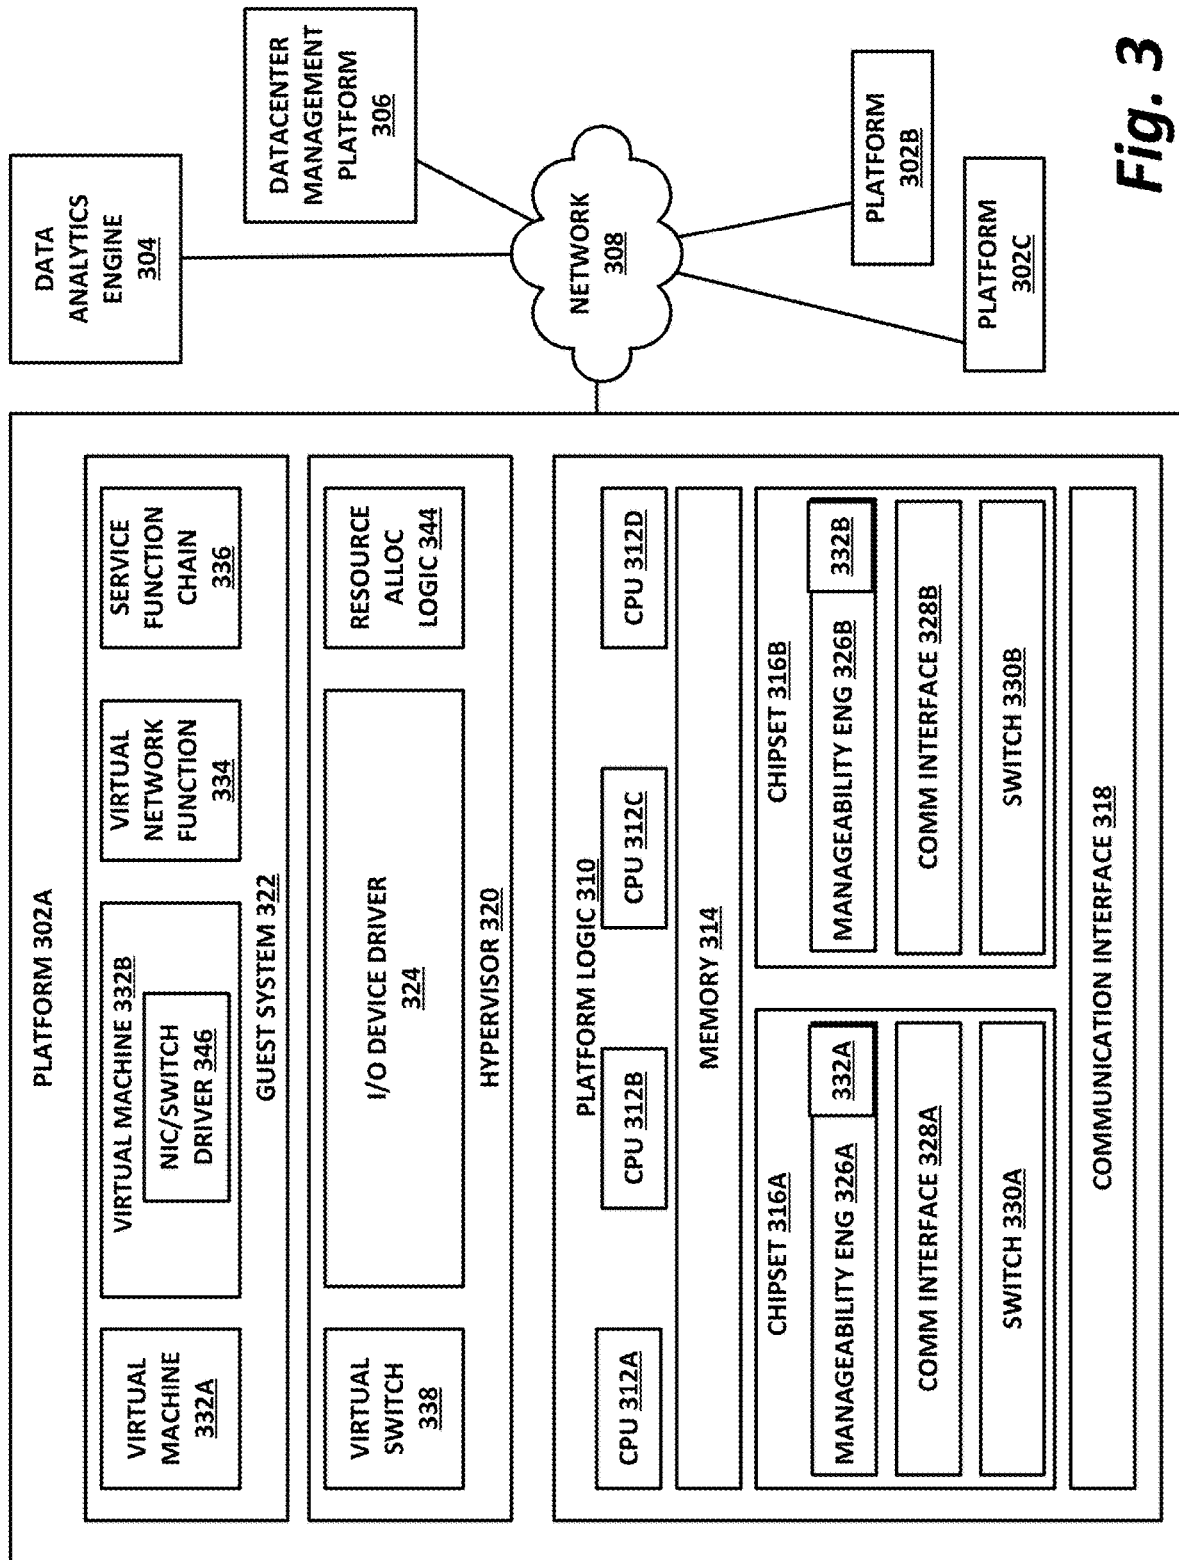 PLATFORM 302A
VIRTUAL
MACHINE
332A
VIRTUAL MACHINE 332B
NIC/SWITCH
DRIVER 346
VIRTUAL
NETWORK
FUNCTION
334
SERVICE
FUNCTION
CHAIN
336
GUEST SYSTEM 322
VIRTUAL
SWITCH
338
I/O DEVICE DRIVER
324
RESOURCE
ALLOC
LOGIC 344
HYPERVISOR 320
PLATFORM LOGIC 310
CPU 312A
CPU 312B
CPU 312C
CPU 312D
MEMORY 314
CHIPSET 316A
MANAGEABILITY ENG 326A
332A
COMM INTERFACE 328A
SWITCH 330A
CHIPSET 316B
MANAGEABILITY ENG 326B
332B
COMM INTERFACE 328B
SWITCH 330B
COMMUNICATION INTERFACE 318
DATA
ANALYTICS
ENGINE
304
DATACENTER
MANAGEMENT
PLATFORM
306
NETWORK
308
PLATFORM
302B
PLATFORM
302C
Fig. 3